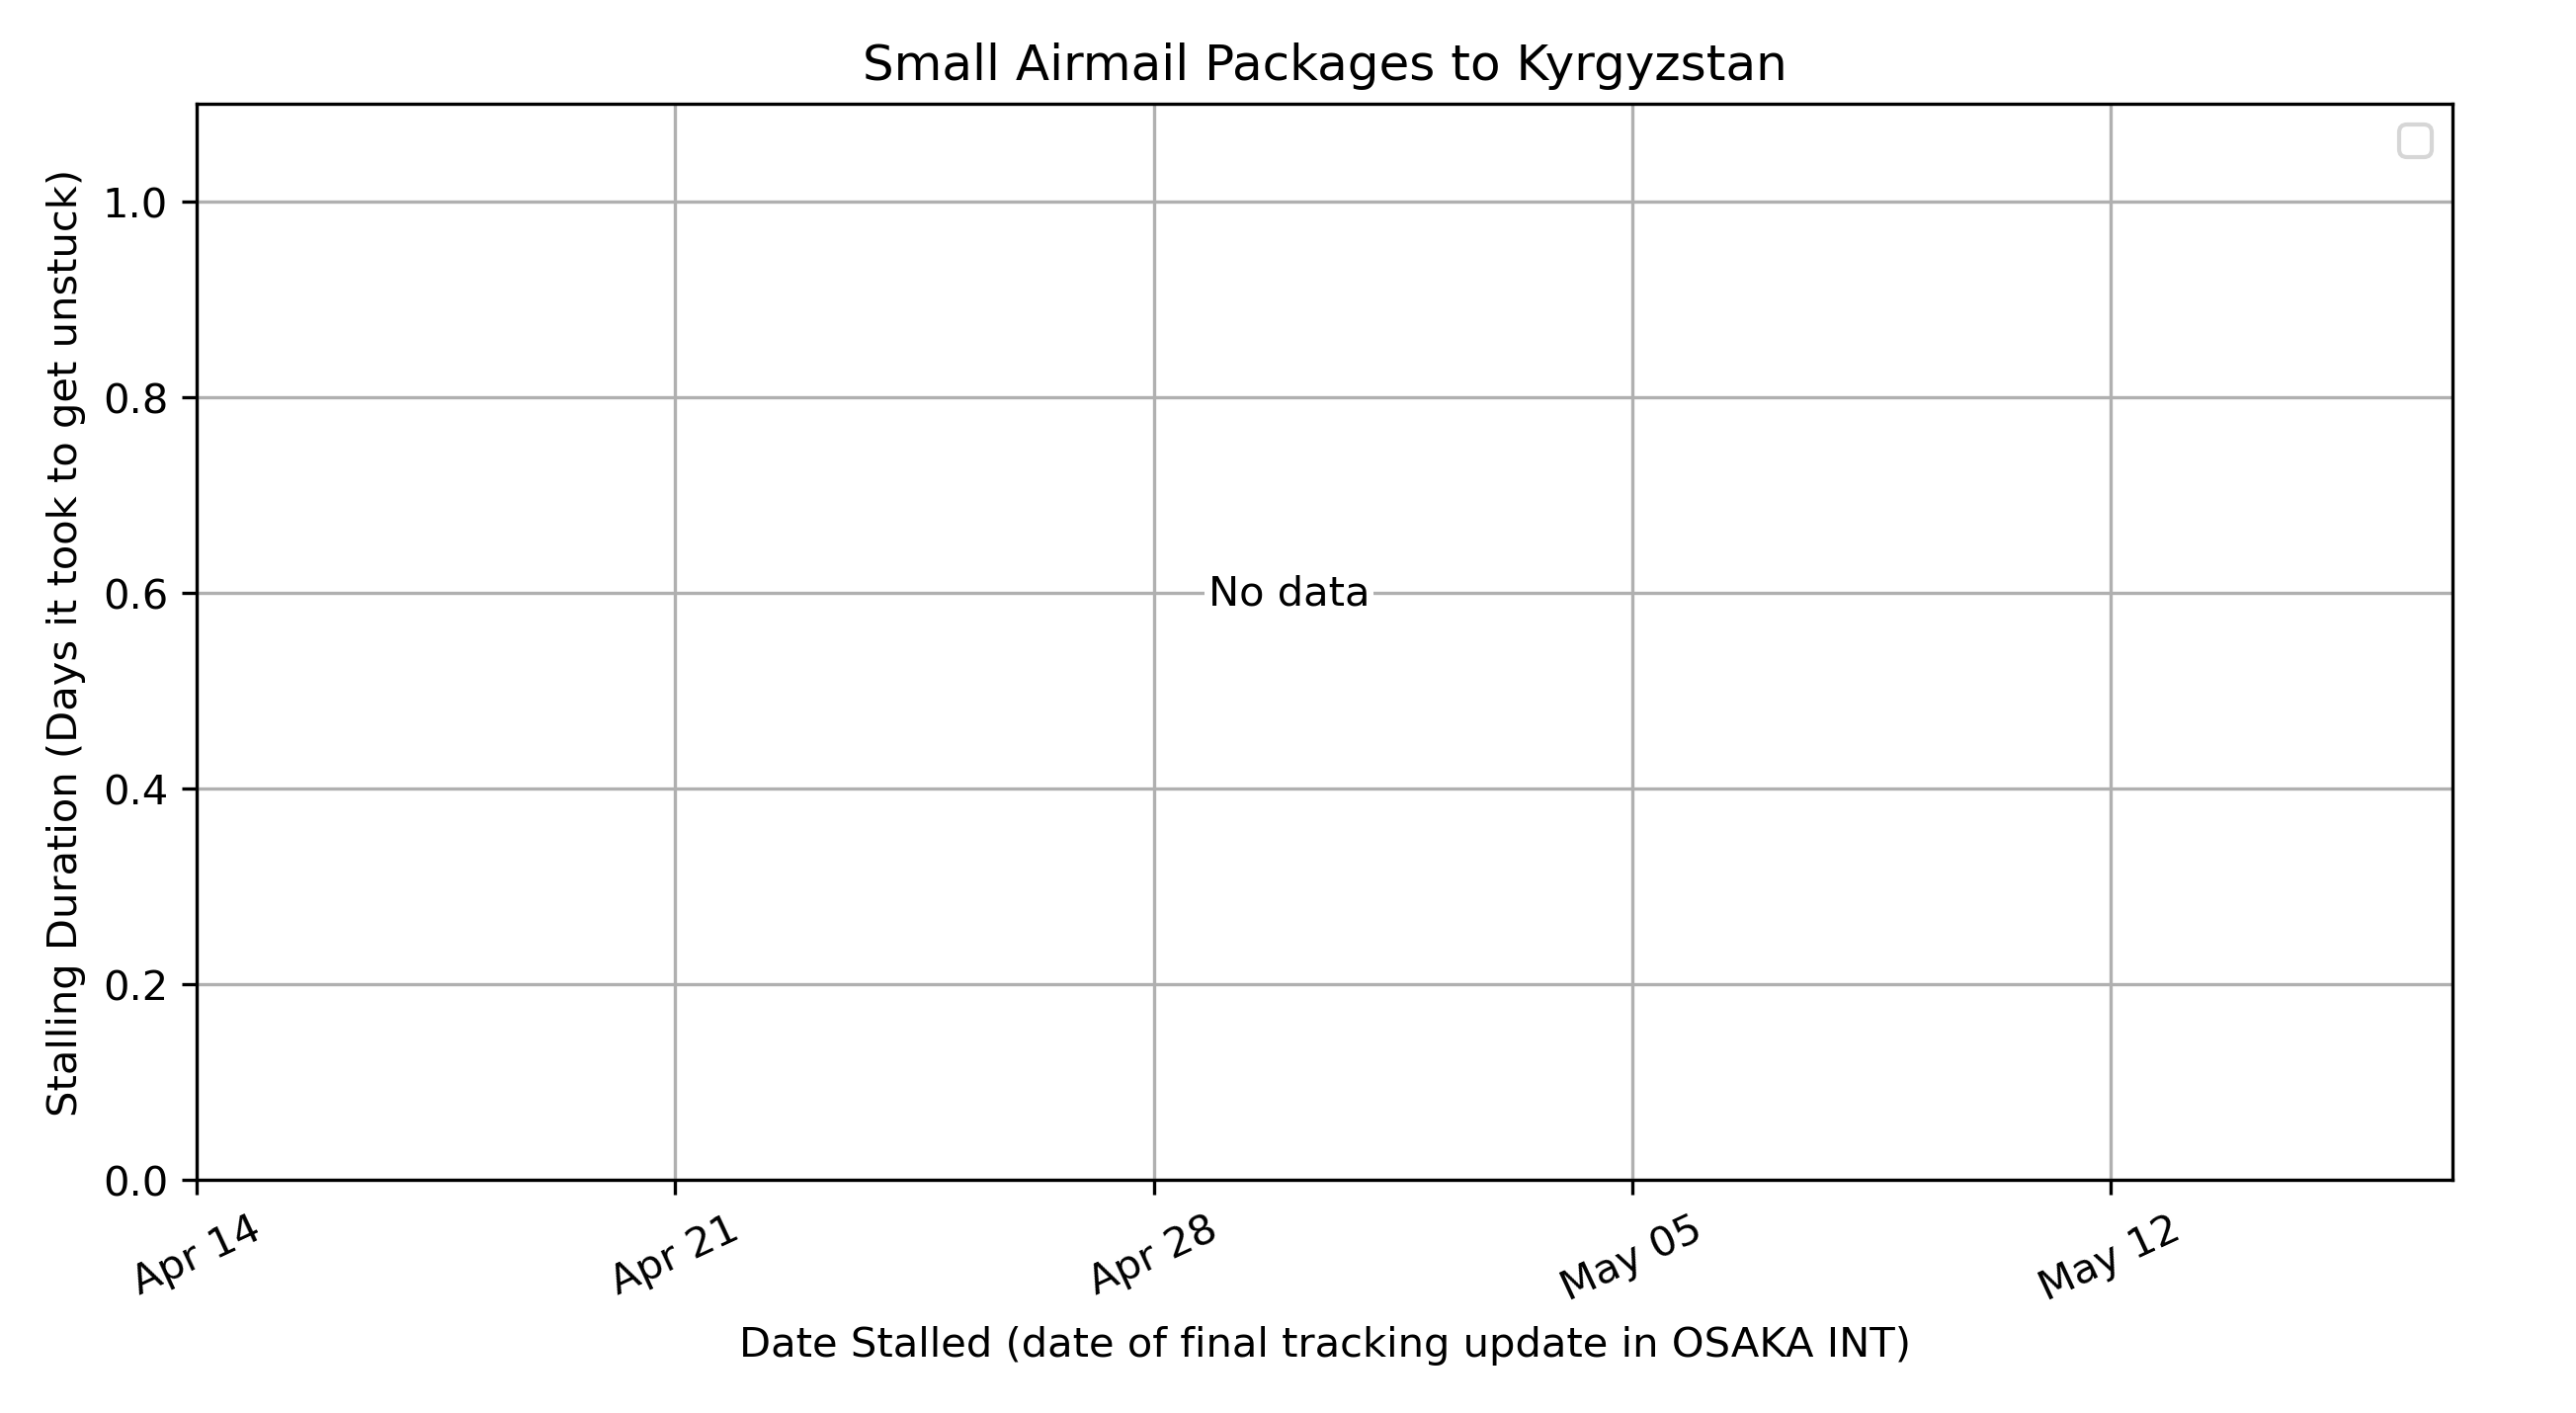 Small Airmail Packages to Kyrgyzstan
Stalling Duration (Days it took to get unstuck)
1.0
0.8
0.6
0.4
0.2
0.0
No data
Apr 14
Apr 21
Apr 28
May 05
May 12
Date Stalled (date of final tracking update in OSAKA INT)